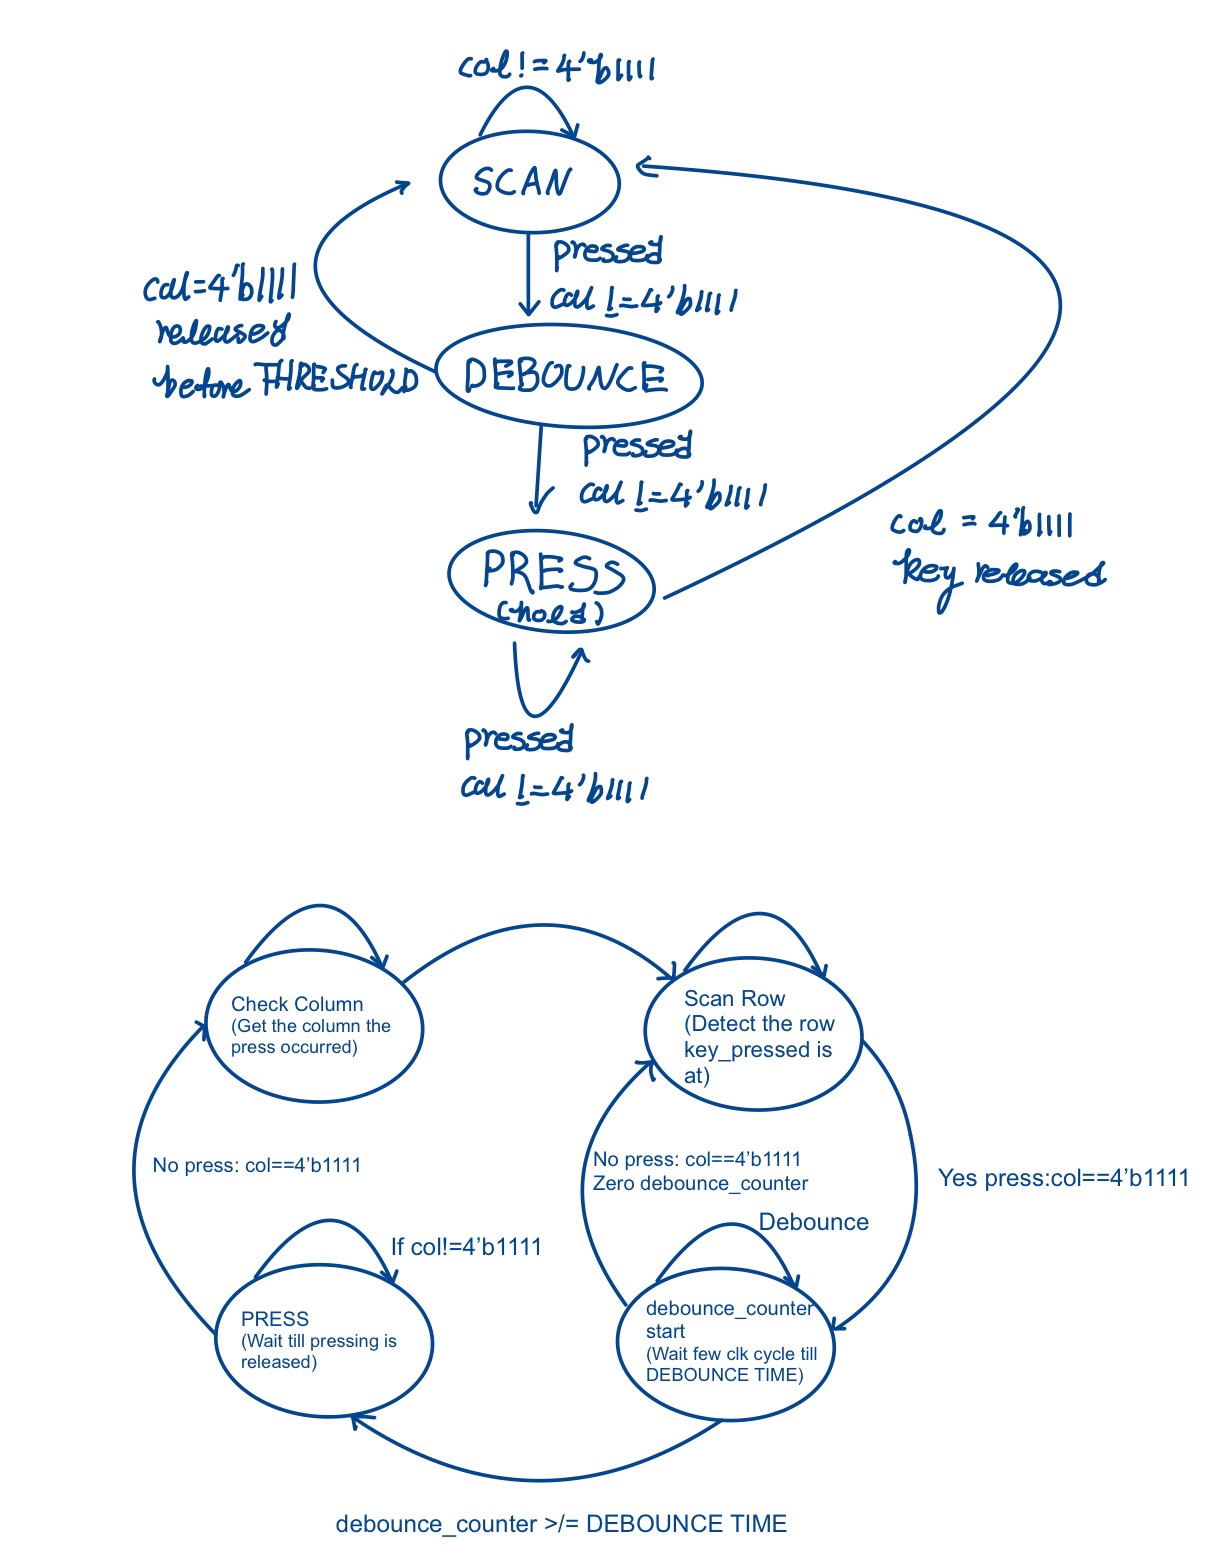 col != 4'b1111
SCAN
pressed
col != 4'b1111
col=4'b1111
released
before THRESHOLD
DEBOUNCE
pressed
col != 4'b1111
col = 4'b1111
key released
PRESS
(hold)
pressed
col != 4'b1111
Check Column
(Get the column the
press occurred)
Scan Row
(Detect the row
key_pressed is
at)
No press: col==4'b1111
No press: col==4'b1111
Zero debounce_counter
Yes press:col==4'b1111
Debounce
If col!=4'b1111
PRESS
(Wait till pressing is
released)
debounce_counter
start
(Wait few clk cycle till
DEBOUNCE TIME)
debounce_counter >/= DEBOUNCE TIME